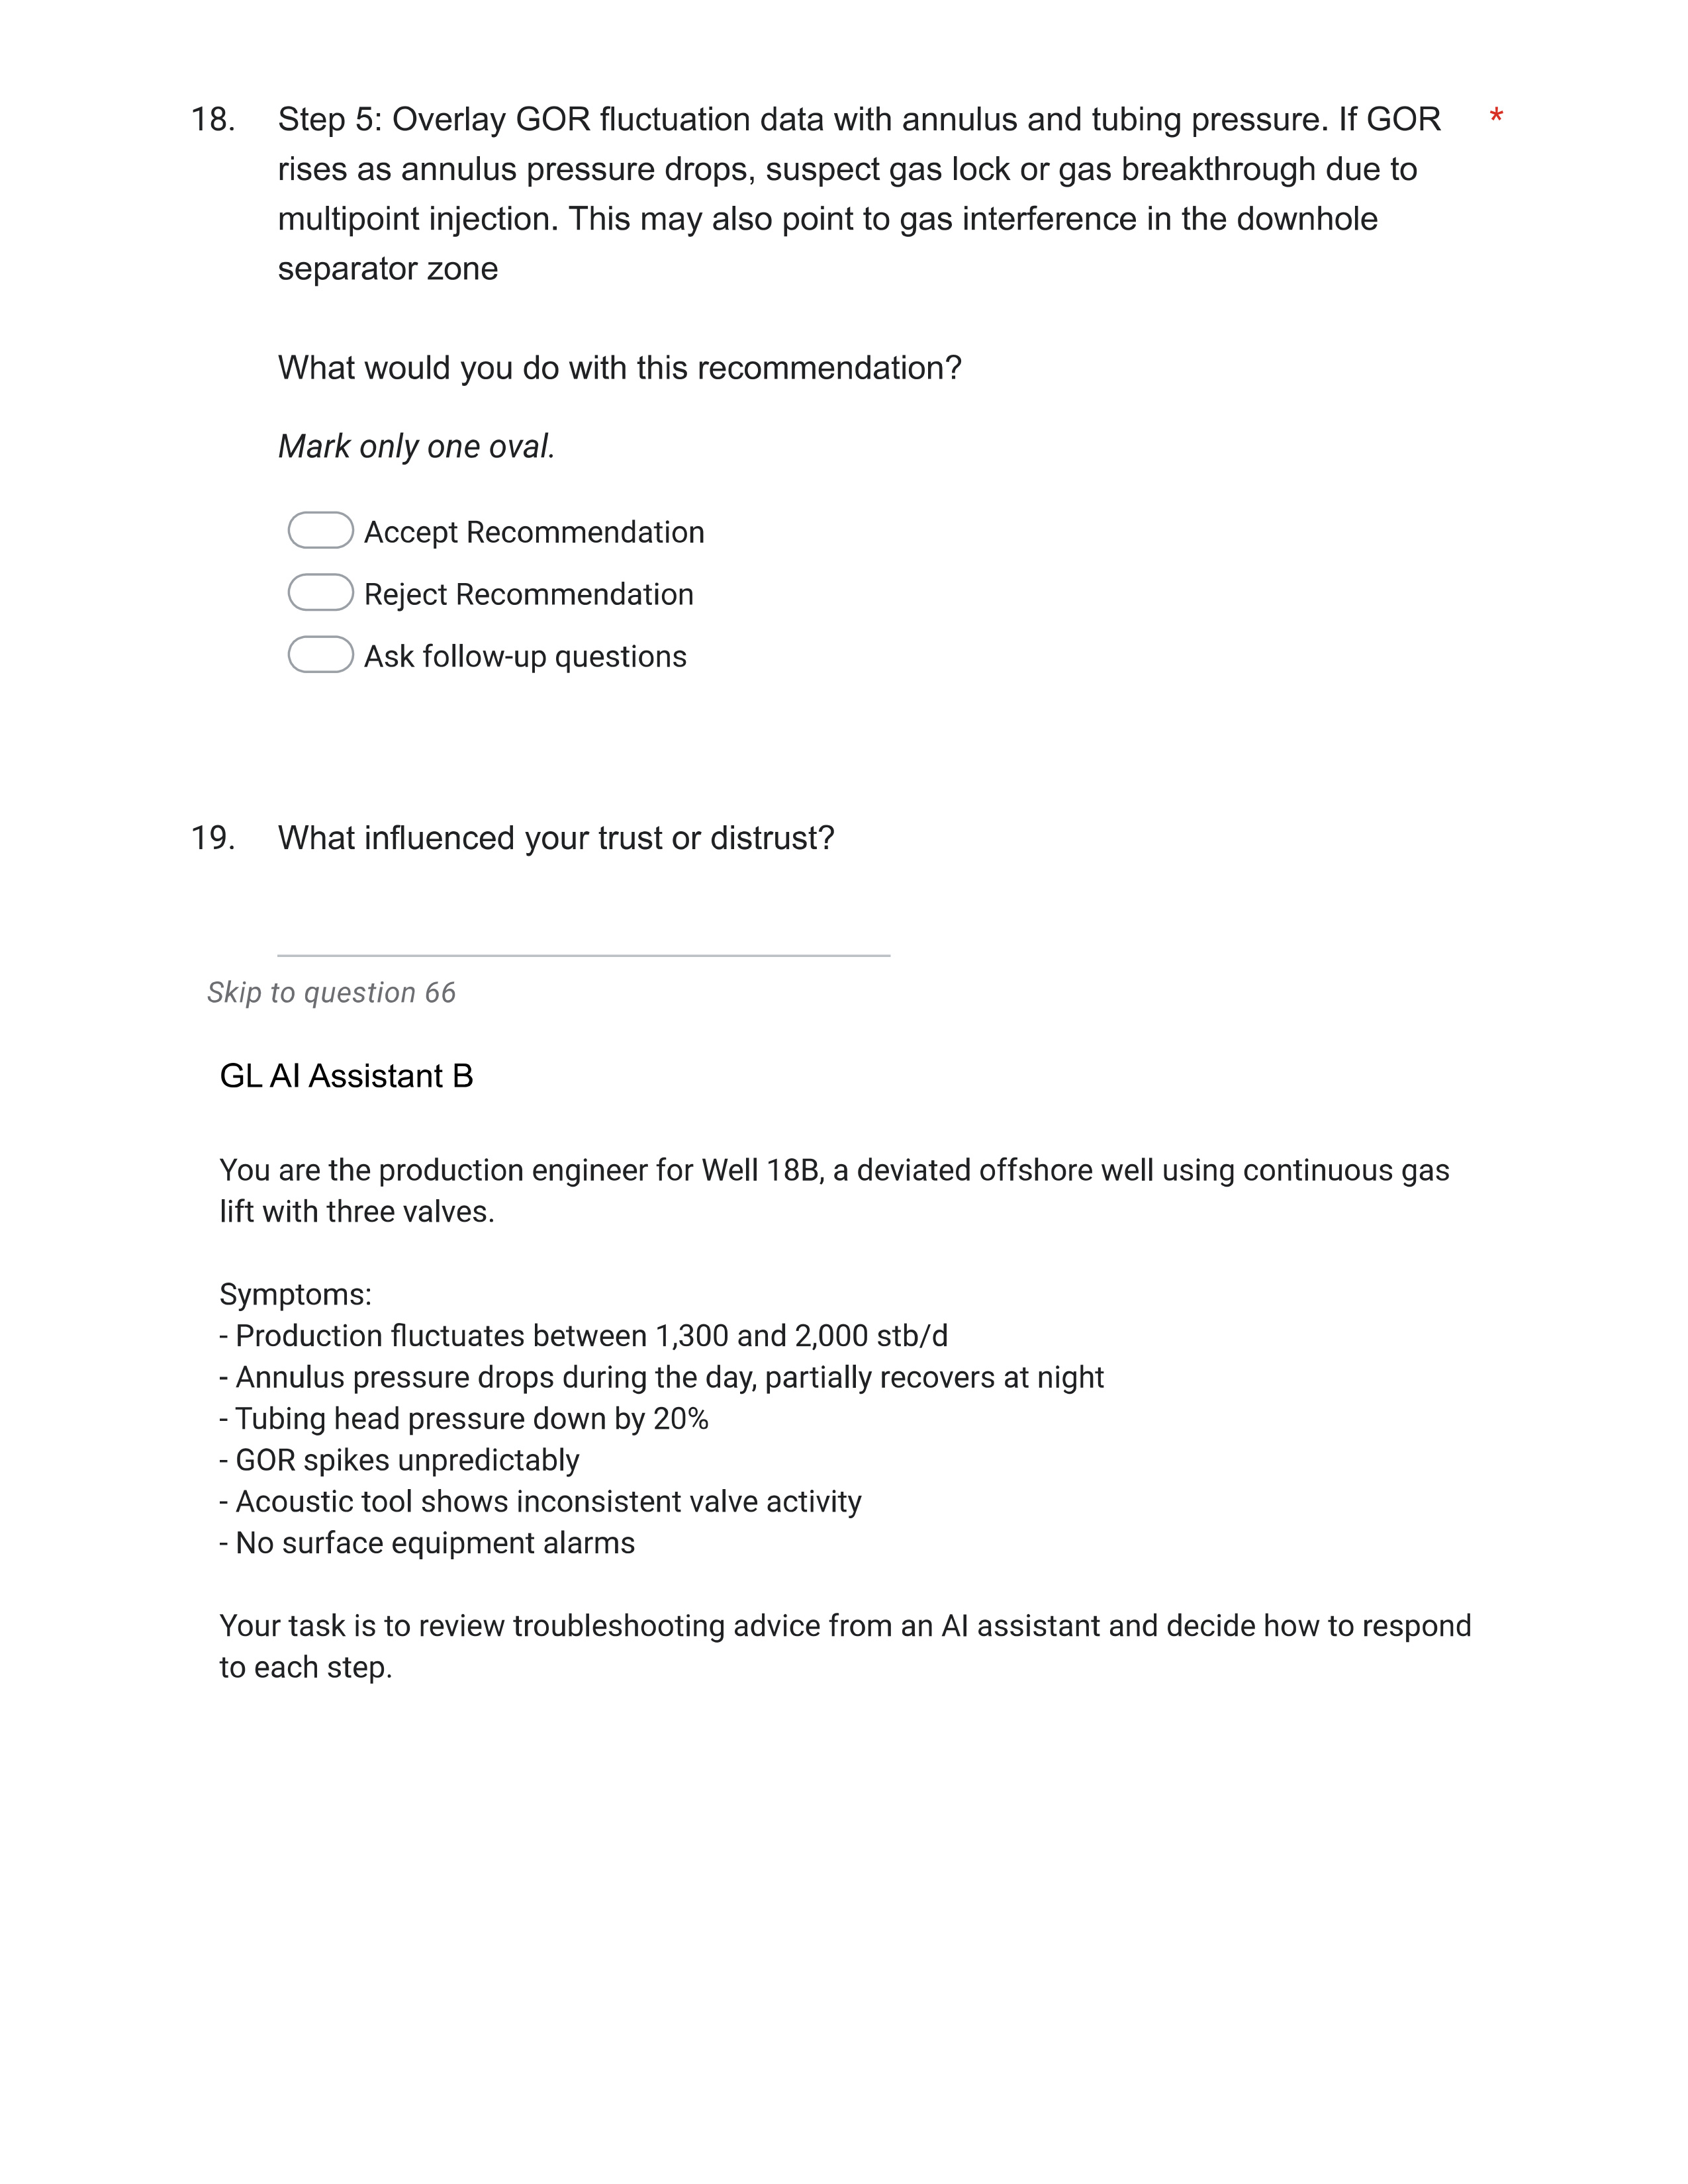 18. Step 5: Overlay GOR fluctuation data with annulus and tubing pressure. If GOR *
rises as annulus pressure drops, suspect gas lock or gas breakthrough due to
multipoint injection. This may also point to gas interference in the downhole
separator zone
What would you do with this recommendation?
Mark only one oval.
Accept Recommendation
Reject Recommendation
Ask follow-up questions
19. What influenced your trust or distrust?
Skip to question 66
GL AI Assistant B
You are the production engineer for Well 18B, a deviated offshore well using continuous gas
lift with three valves.
Symptoms:
- Production fluctuates between 1,300 and 2,000 stb/d
- Annulus pressure drops during the day, partially recovers at night
- Tubing head pressure down by 20%
- GOR spikes unpredictably
- Acoustic tool shows inconsistent valve activity
- No surface equipment alarms
Your task is to review troubleshooting advice from an AI assistant and decide how to respond
to each step.